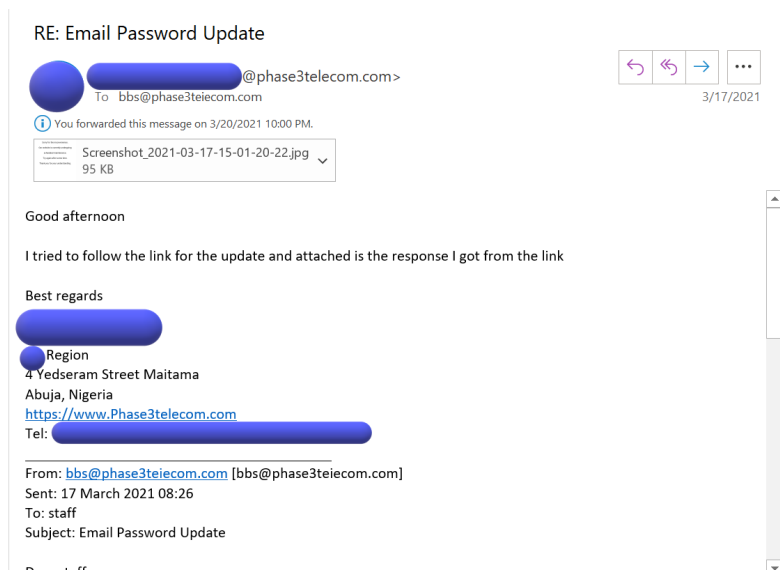 RE: Email Password Update
@phase3telecom.com>
To bbs@phase3teiecom.com
3/17/2021
You forwarded this message on 3/20/2021 10:00 PM.
Screenshot_2021-03-17-15-01-20-22.jpg
95 KB
Good afternoon
I tried to follow the link for the update and attached is the response I got from the link
Best regards
Region
4 Yedseram Street Maitama
Abuja, Nigeria
https://www.Phase3telecom.com
Tel:
From: bbs@phase3teiecom.com [bbs@phase3teiecom.com]
Sent: 17 March 2021 08:26
To: staff
Subject: Email Password Update